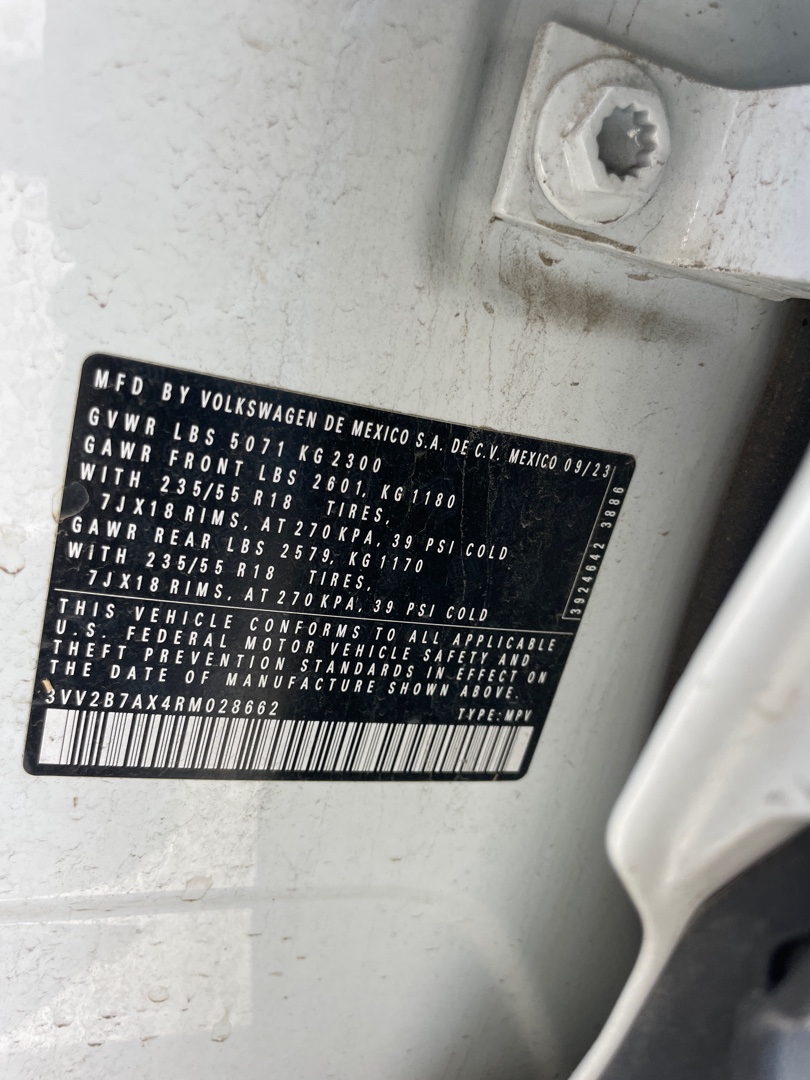 MFD BY VOLKSWAGEN DE MEXICO S.A. DE C.V. MEXICO 09/23
GVWR LBS 5071 KG 2300
GAWR FRONT LBS 2601, KG 1180
WITH 235/55 R18 TIRES,
7JX18 RIMS, AT 270 KPA, 39 PSI COLD
GAWR REAR LBS 2579, KG 1170
WITH 235/55 R18 TIRES,
7JX18 RIMS, AT 270 KPA, 39 PSI COLD
3924642 3886
THIS VEHICLE CONFORMS TO ALL APPLICABLE
U.S. FEDERAL MOTOR VEHICLE SAFETY AND
THEFT PREVENTION STANDARDS IN EFFECT ON
THE DATE OF MANUFACTURE SHOWN ABOVE.
3VV2B7AX4RM028662 TYPE: MPV